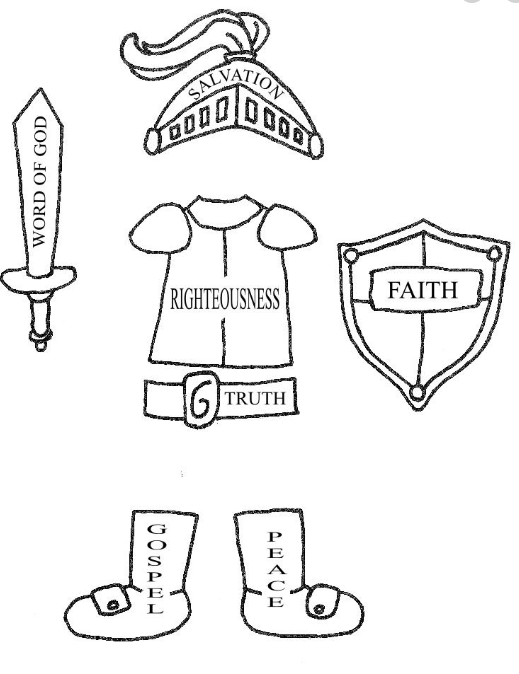 SALVATION
WORD OF GOD
RIGHTEOUSNESS
FAITH
TRUTH
GOSPEL
PEACE